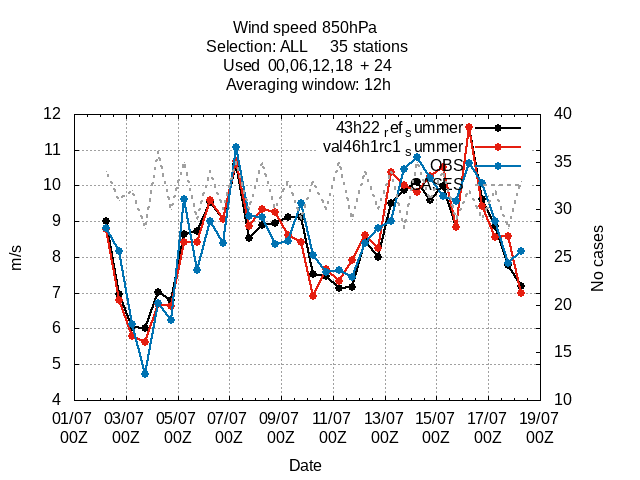 Wind speed 850hPa
Selection: ALL 35 stations
Used 00,06,12,18 + 24
Averaging window: 12h
m/s
12
11
10
9
8
7
6
5
4
43h22_ref_summer
val46h1rc1_summer
OBS
CASES
40
35
30
25
20
15
10
No cases
01/07 03/07 05/07 07/07 09/07 11/07 13/07 15/07 17/07 19/07
00Z 00Z 00Z 00Z 00Z 00Z 00Z 00Z 00Z 00Z
Date